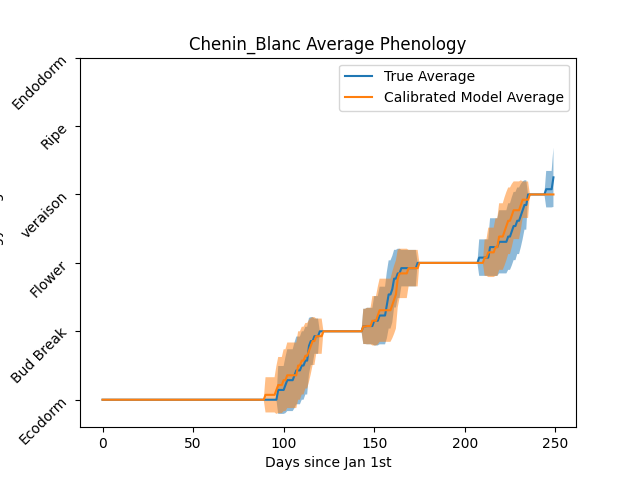 Chenin_Blanc Average Phenology
True Average
Calibrated Model Average
Endodorm
Ripe
veraison
Flower
Bud Break
Ecodorm
0 50 100 150 200 250
Days since Jan 1st